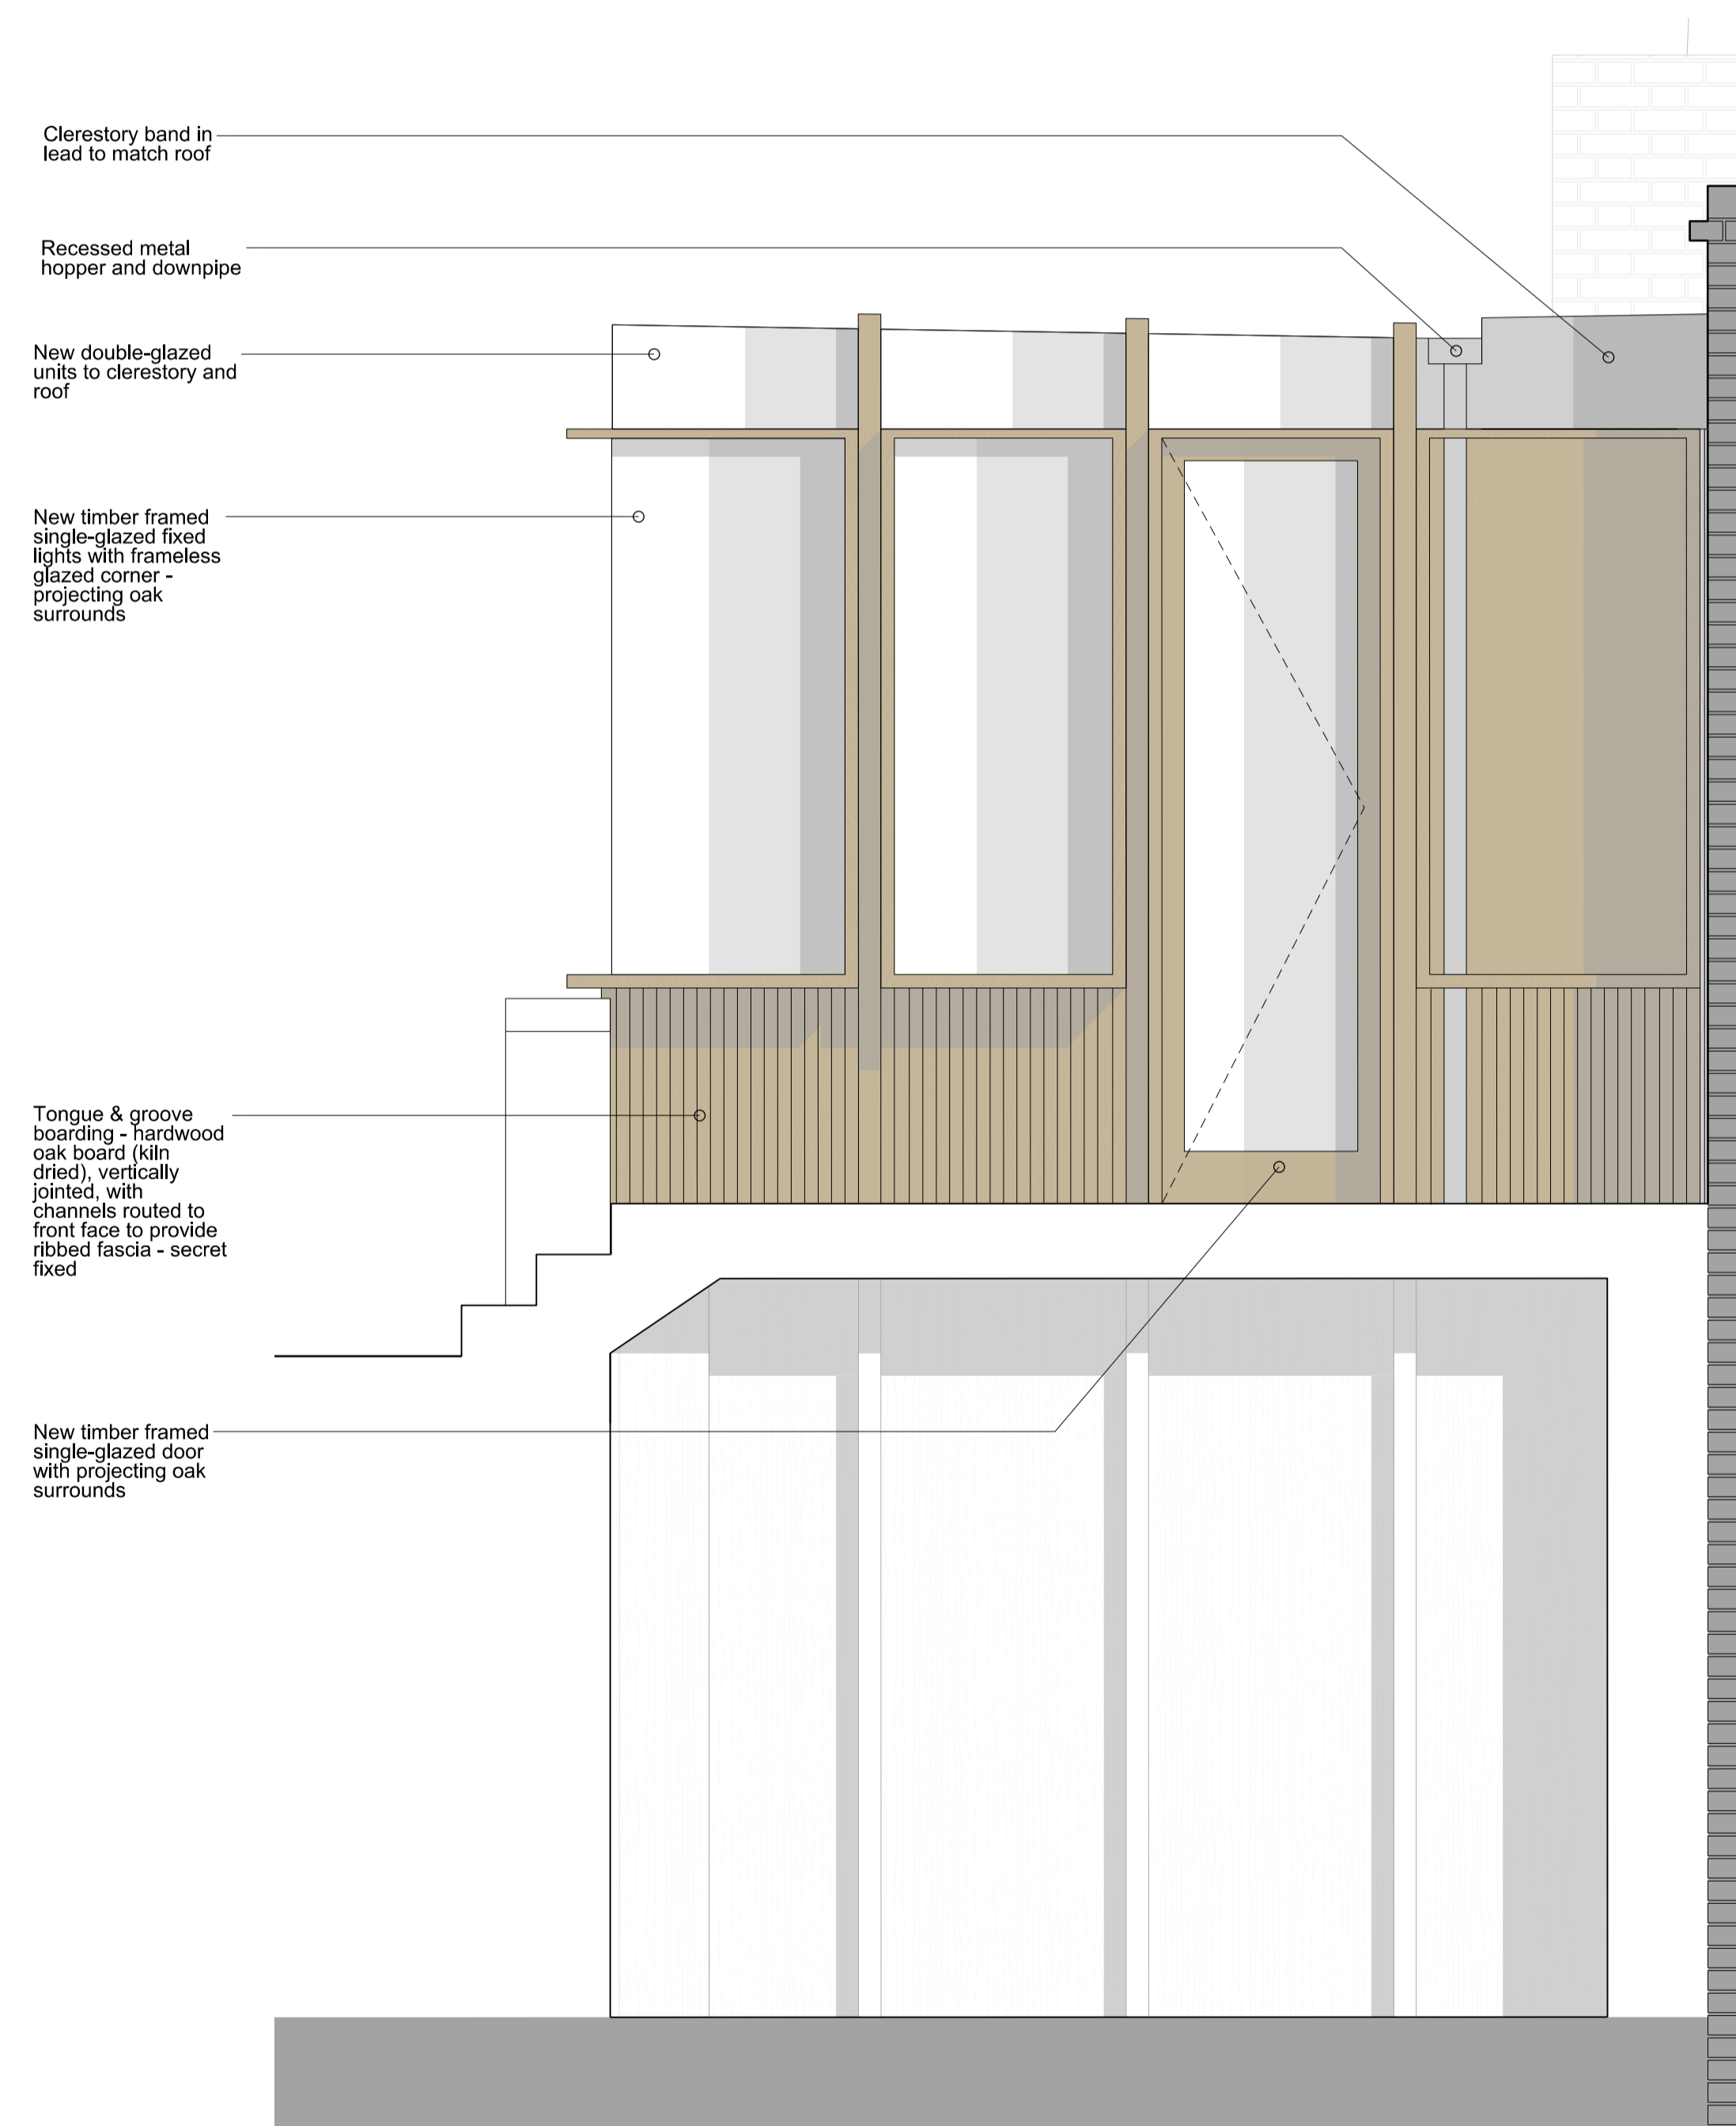 Clerestory band in
lead to match roof
Recessed metal
hopper and downpipe
New double-glazed
units to clerestory and
roof
New timber framed
single-glazed fixed
lights with frameless
glazed corner -
projecting oak
surrounds
Tongue & groove
boarding - hardwood
oak board (kiln
dried), vertically
jointed, with
channels routed to
front face to provide
ribbed fascia - secret
fixed
New timber framed
single-glazed door
with projecting oak
surrounds